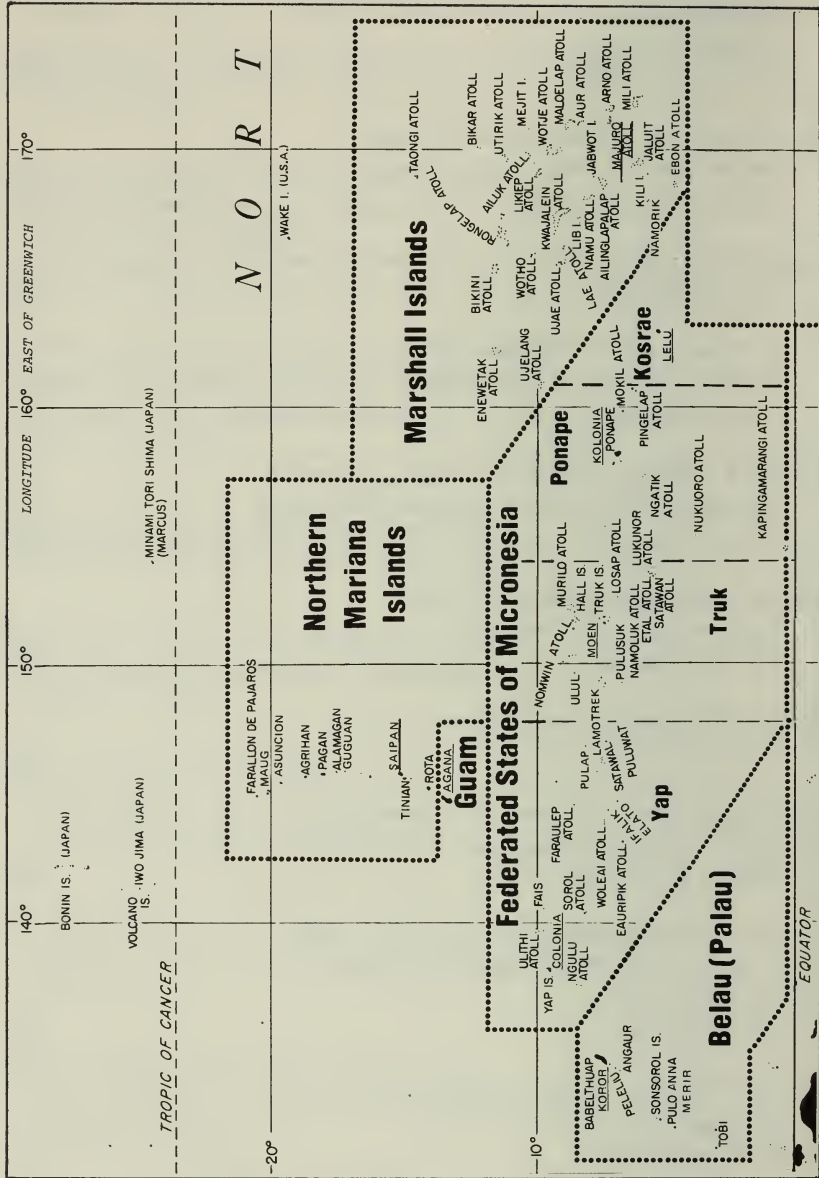 LONGITUDE EAST OF GREENWICH
140°
150°
160°
170°
BONIN IS. (JAPAN)
VOLCANO IS.
IWO JIMA (JAPAN)
MINAMI TORI SHIMA (JAPAN)
(MARCUS)
TROPIC OF CANCER
NORT
20°
WAKE I. (U.S.A.)
FARALLON DE PAJAROS
MAUG
ASUNCION
AGRIHAN
PAGAN
ALAMAGAN
GUGUAN
SAIPAN
TINIAN
ROTA
AGANA
Guam
Northern
Mariana
Islands
Marshall Islands
TAONGI ATOLL
BIKAR ATOLL
UTIRIK ATOLL
MEJIT I.
RONGELAP ATOLL
AILUK ATOLL
BIKINI
ATOLL
ENEWETAK
ATOLL
LIKIEP
ATOLL
WOTJE ATOLL
WOTHO
ATOLL
KWAJALEIN
ATOLL
MALOELAP ATOLL
UJELANG
ATOLL
UJAE ATOLL
LAE ATOLL
LIB I.
NAMU ATOLL
AUR ATOLL
JABWOT I.
AILINGLAPALAP
ATOLL
MAJURO
ATOLL
ARNO ATOLL
MILI ATOLL
JALUIT
ATOLL
KILI I.
NAMORIK
EBON ATOLL
10°
Federated States of Micronesia
ULITHI
ATOLL
FAIS
YAP IS.
COLONIA
NGULU
ATOLL
SOROL
ATOLL
FARAULEP
ATOLL
WOLEAI ATOLL
EAURIPIK ATOLL
IFALIK
ELATO
LAMOTREK
SATAWAL
PULAP
PULUWAT
Yap
NOMWIN ATOLL
MURILO ATOLL
HALL IS.
ULUL
MOEN
TRUK IS.
PULUSUK
LOSAP ATOLL
NAMOLUK ATOLL
ETAL ATOLL
LUKUNOR
ATOLL
SATAWAN
ATOLL
Truk
Ponape
KOLONIA
PONAPE
MOKIL ATOLL
PINGELAP
ATOLL
NGATIK
ATOLL
NUKUORO ATOLL
KAPINGAMARANGI ATOLL
Kosrae
LELU
BABELTHUAP
KOROR
PELELIU
ANGAUR
SONSOROL IS.
PULO ANNA
MERIR
TOBI
Belau (Palau)
EQUATOR